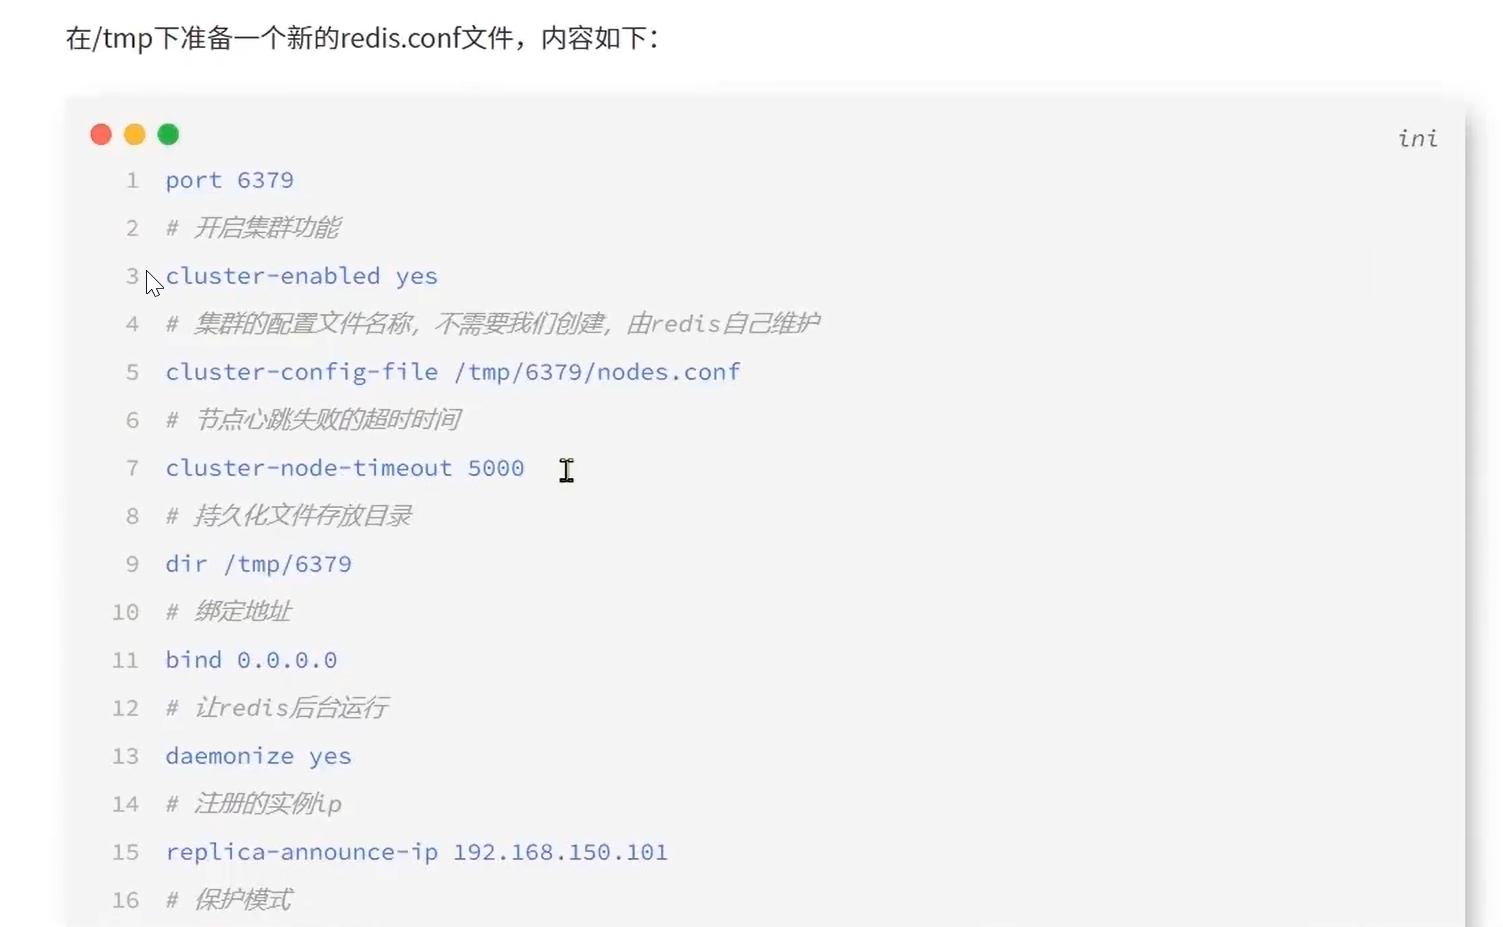 在/tmp下准备一个新的redis.conf文件，内容如下：
ini
1 port 6379
2 # 开启集群功能
3 cluster-enabled yes
4 # 集群的配置文件名称，不需要我们创建，由redis自己维护
5 cluster-config-file /tmp/6379/nodes.conf
6 # 节点心跳失败的超时时间
7 cluster-node-timeout 5000
8 # 持久化文件存放目录
9 dir /tmp/6379
10 # 绑定地址
11 bind 0.0.0.0
12 # 让redis后台运行
13 daemonize yes
14 # 注册的实例ip
15 replica-announce-ip 192.168.150.101
16 # 保护模式